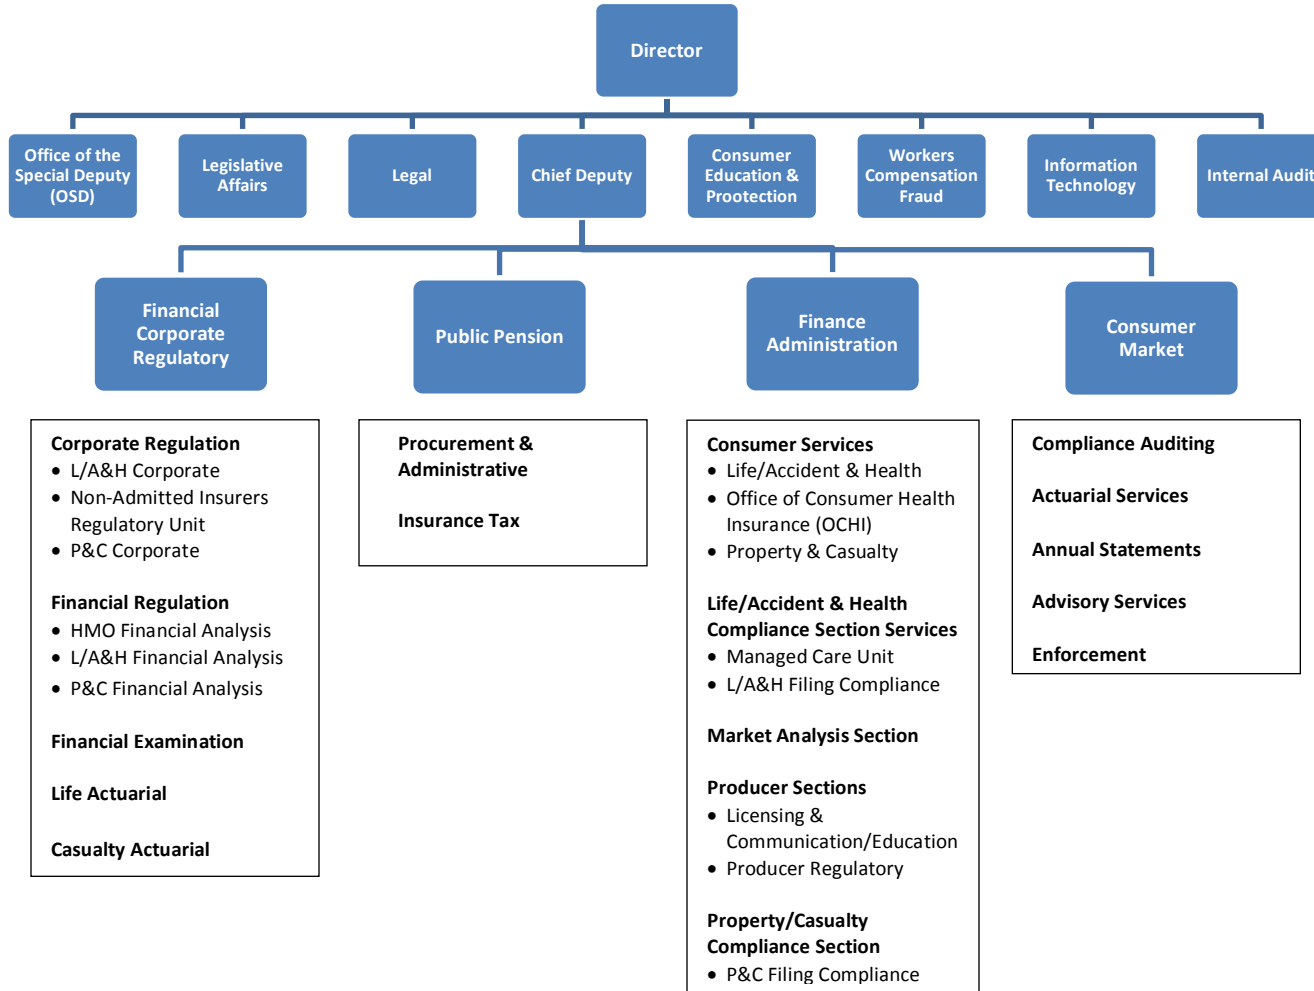 Director
Office of the
Special Deputy
(OSD)
Legislative
Affairs
Legal
Chief Deputy
Consumer
Education &
Prootection
Workers
Compensation
Fraud
Information
Technology
Internal Audit
Financial
Corporate
Regulatory
Public Pension
Finance
Administration
Consumer
Market
Corporate Regulation
• L/A&H Corporate
• Non-Admitted Insurers
Regulatory Unit
• P&C Corporate
Financial Regulation
• HMO Financial Analysis
• L/A&H Financial Analysis
• P&C Financial Analysis
Financial Examination
Life Actuarial
Casualty Actuarial
Procurement &
Administrative
Insurance Tax
Consumer Services
• Life/Accident & Health
• Office of Consumer Health
Insurance (OCHI)
• Property & Casualty
Life/Accident & Health
Compliance Section Services
• Managed Care Unit
• L/A&H Filing Compliance
Market Analysis Section
Producer Sections
• Licensing &
Communication/Education
• Producer Regulatory
Property/Casualty
Compliance Section
• P&C Filing Compliance
Compliance Auditing
Actuarial Services
Annual Statements
Advisory Services
Enforcement